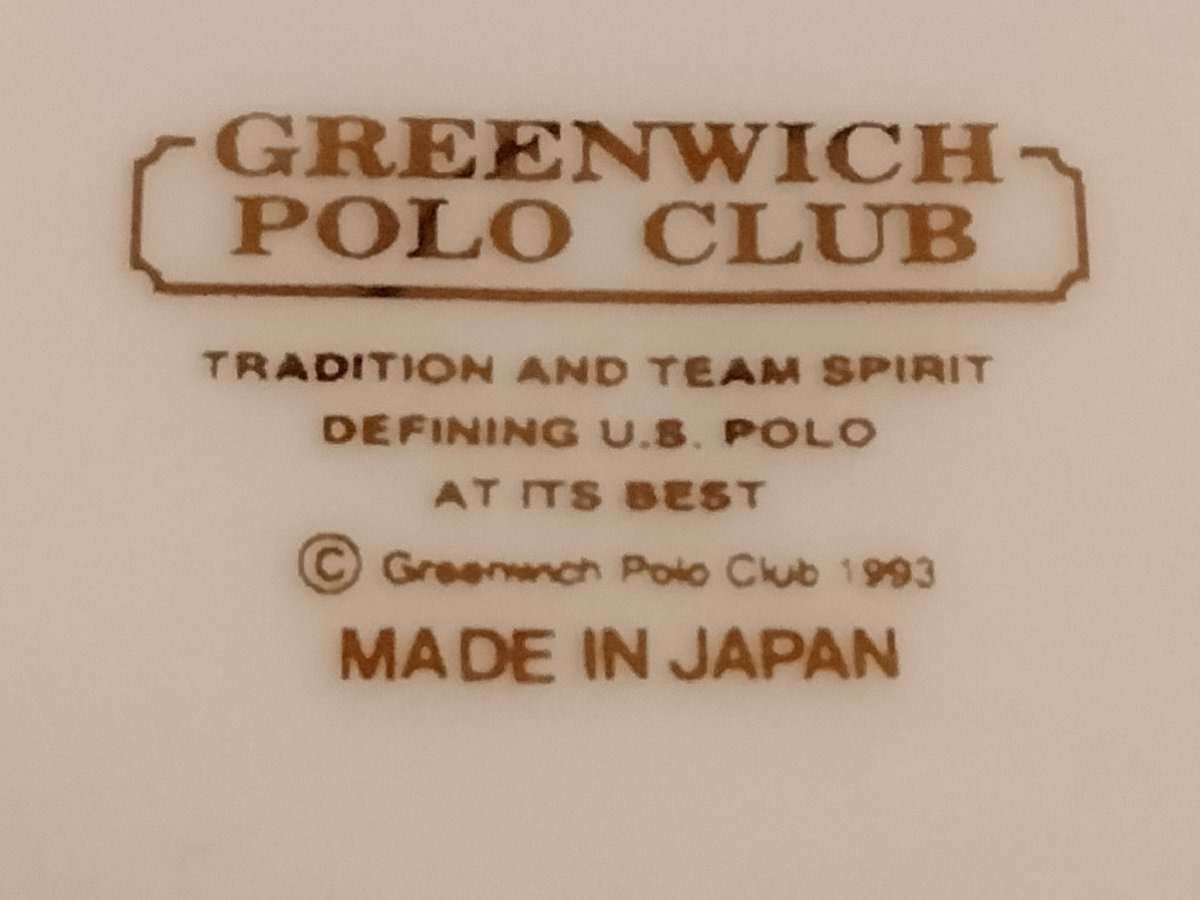 GREENWICH
POLO CLUB
TRADITION AND TEAM SPIRIT
DEFINING U.S. POLO
AT ITS BEST
© Greenwich Polo Club 1993
MADE IN JAPAN